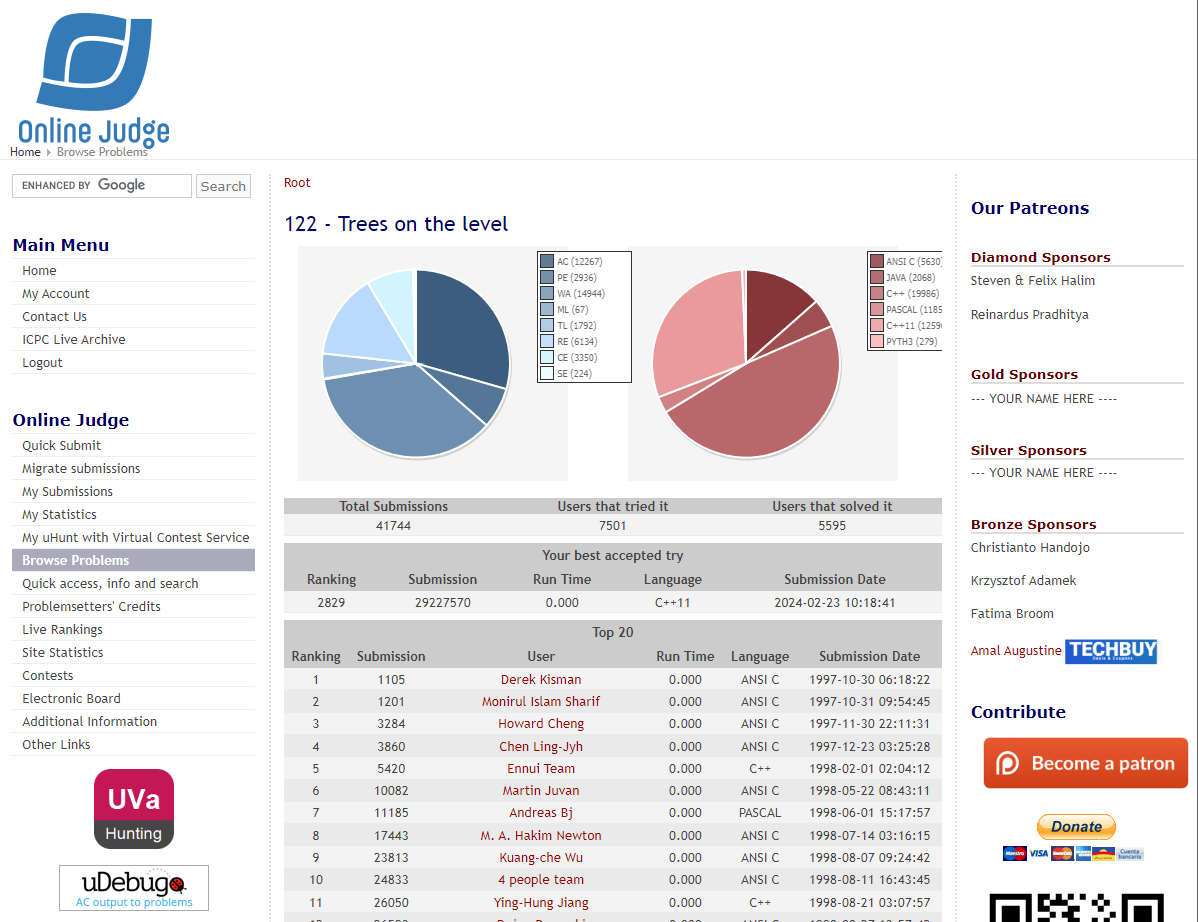 Online Judge
Home Browse Problems
ENHANCED BY Google Search
Main Menu
Home
My Account
Contact Us
ICPC Live Archive
Logout
Online Judge
Quick Submit
Migrate submissions
My Submissions
My Statistics
My uHunt with Virtual Contest Service
Browse Problems
Quick access, info and search
Problemsetters' Credits
Live Rankings
Site Statistics
Contests
Electronic Board
Additional Information
Other Links
UVa
Hunting
uDebug
AC output to problems
Root
122 - Trees on the level
AC (12267)
PE (2936)
WA (14944)
ML (67)
TL (1792)
RE (6134)
CE (3350)
SE (224)
ANSI C (5630)
JAVA (2068)
C++ (19986)
PASCAL (1185
C++11 (1259
PYTH3 (279)
Total Submissions Users that tried it Users that solved it
41744 7501 5595
Your best accepted try
Ranking Submission Run Time Language Submission Date
2829 29227570 0.000 C++11 2024-02-23 10:18:41
Top 20
Ranking Submission User Run Time Language Submission Date
1 1105 Derek Kisman 0.000 ANSI C 1997-10-30 06:18:22
2 1201 Monirul Islam Sharif 0.000 ANSI C 1997-10-31 09:54:45
3 3284 Howard Cheng 0.000 ANSI C 1997-11-30 22:11:31
4 3860 Chen Ling-Jyh 0.000 ANSI C 1997-12-23 03:25:28
5 5420 Ennui Team 0.000 C++ 1998-02-01 02:04:12
6 10082 Martin Juvan 0.000 ANSI C 1998-05-22 08:43:11
7 11185 Andreas Bj 0.000 PASCAL 1998-06-01 15:17:57
8 17443 M. A. Hakim Newton 0.000 ANSI C 1998-07-14 03:16:15
9 23813 Kuang-che Wu 0.000 ANSI C 1998-08-07 09:24:42
10 24833 4 people team 0.000 ANSI C 1998-08-11 16:43:45
11 26050 Ying-Hung Jiang 0.000 C++ 1998-08-21 03:07:57
Our Patreons
Diamond Sponsors
Steven & Felix Halim
Reinardus Pradhitya
Gold Sponsors
--- YOUR NAME HERE ----
Silver Sponsors
--- YOUR NAME HERE ----
Bronze Sponsors
Christianto Handojo
Krzysztof Adamek
Fatima Broom
Amal Augustine TECHBUY
Deals & Coupons
Contribute
Become a patron
Donate
Maestro VISA
Cuenta
bancaria